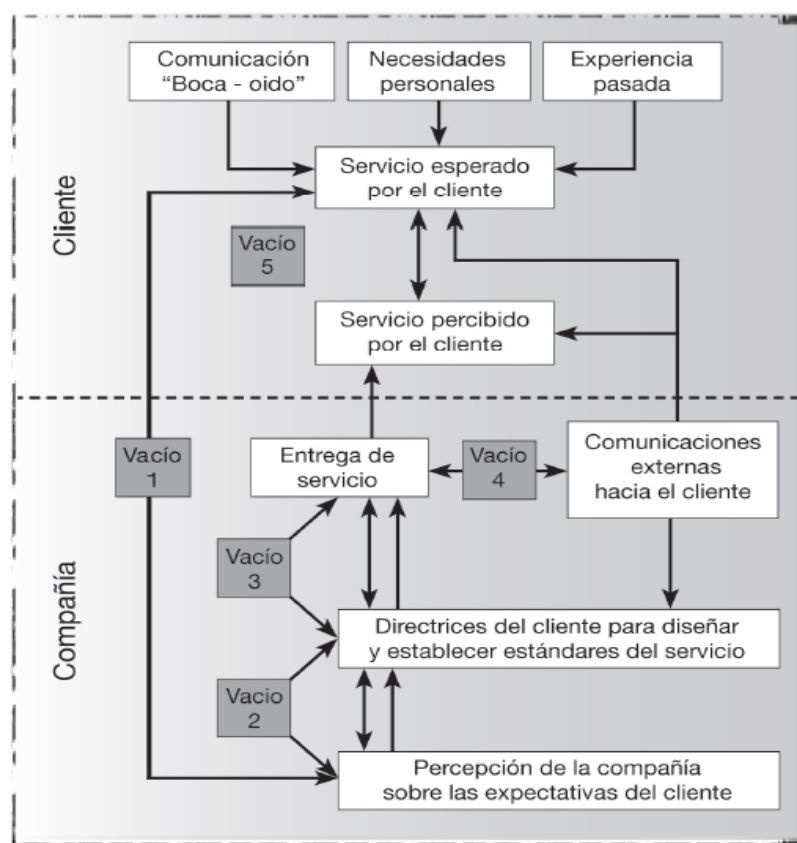 Comunicación
“Boca - oido”
Necesidades
personales
Experiencia
pasada
Servicio esperado
por el cliente
Cliente
Vacío
5
Servicio percibido
por el cliente
Vacío
1
Entrega de
servicio
Vacío
4
Comunicaciones
externas
hacia el cliente
Compañía
Vacío
3
Directrices del cliente para diseñar
y establecer estándares del servicio
Vacío
2
Percepción de la compañía
sobre las expectativas del cliente